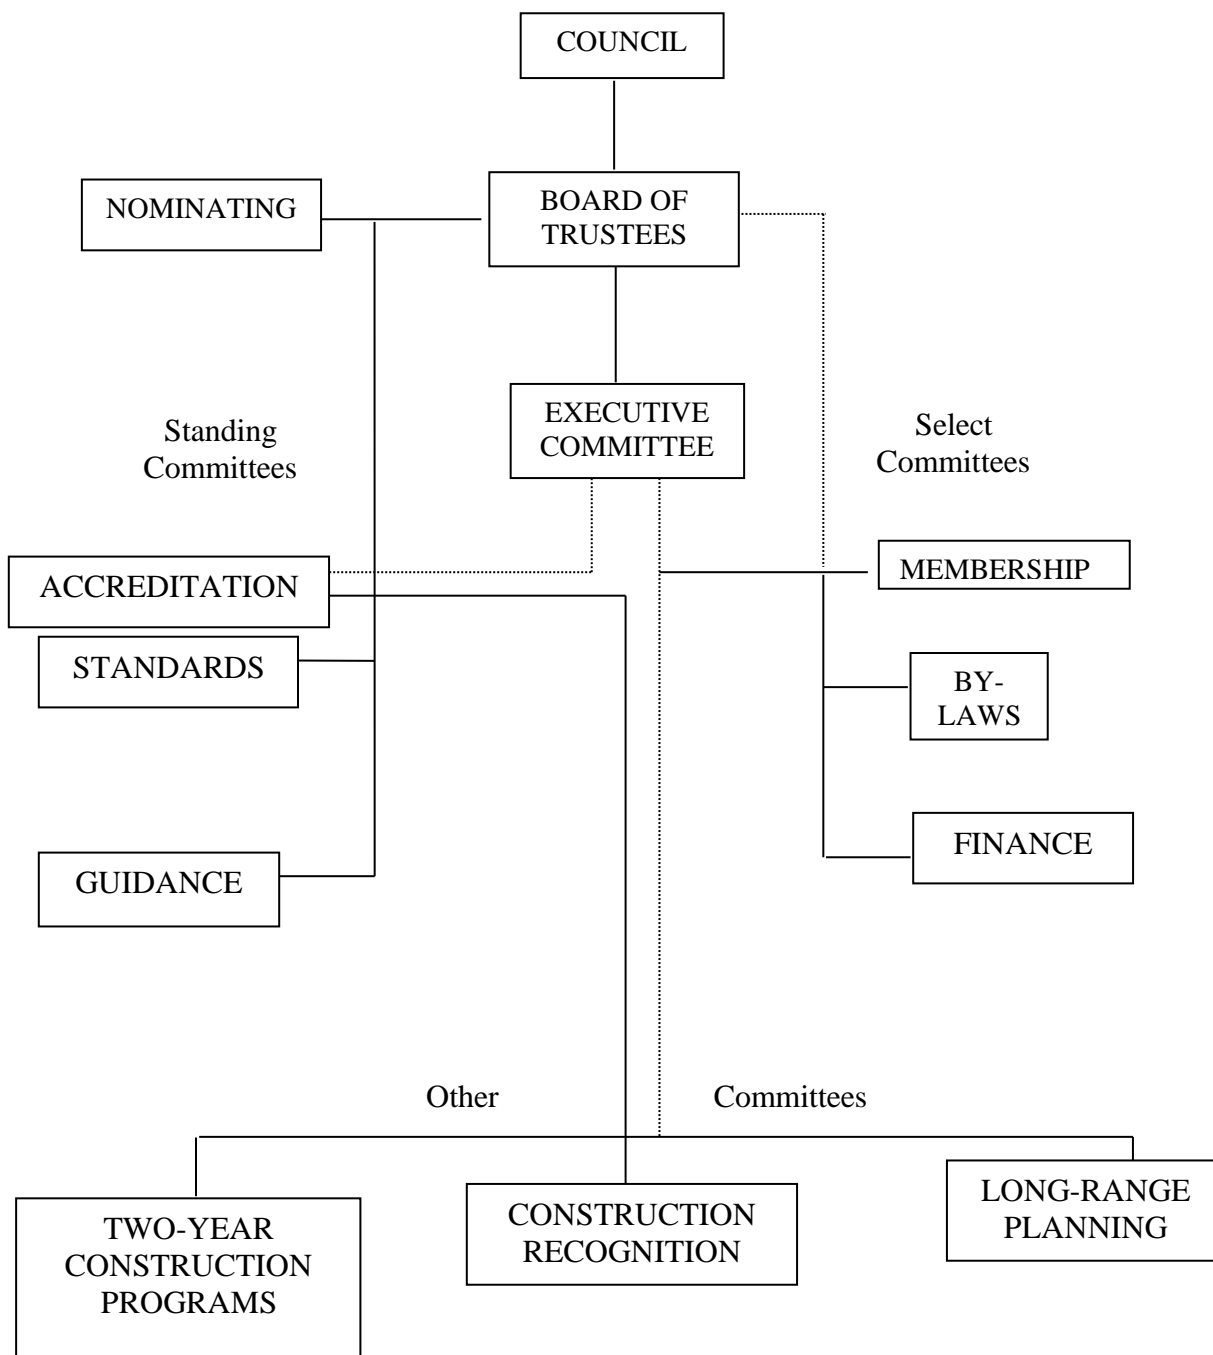 COUNCIL
NOMINATING
BOARD OF
TRUSTEES
EXECUTIVE
COMMITTEE
Standing
Committees
Select
Committees
ACCREDITATION
MEMBERSHIP
STANDARDS
BY-
LAWS
GUIDANCE
FINANCE
Other
Committees
TWO-YEAR
CONSTRUCTION
PROGRAMS
CONSTRUCTION
RECOGNITION
LONG-RANGE
PLANNING